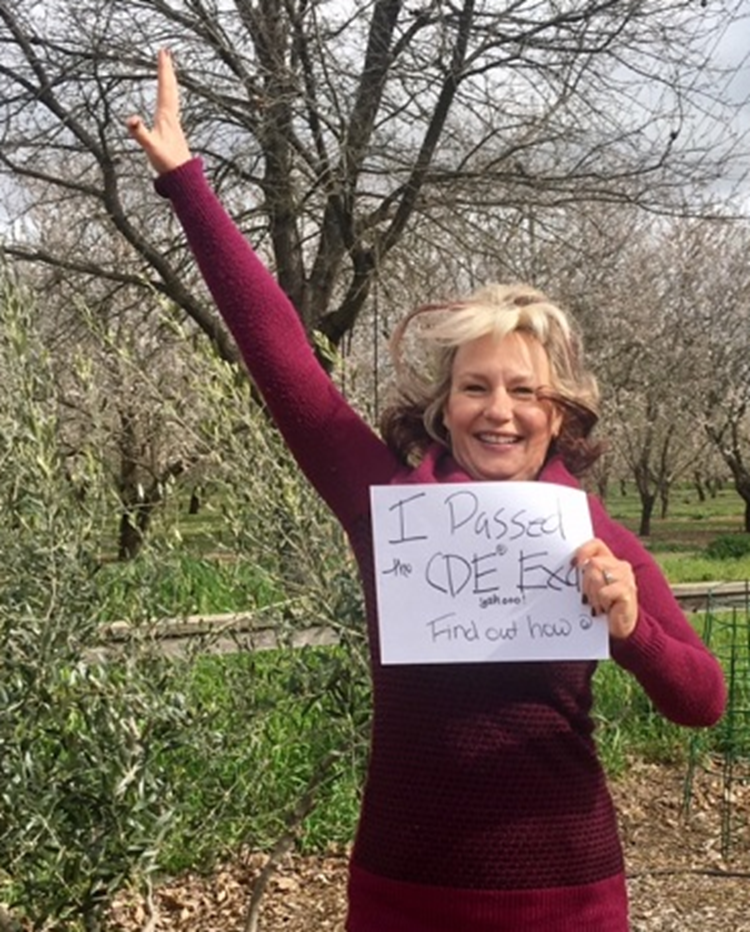 I Passed
the CDE® Exa
yahooo!
Find out how ☺